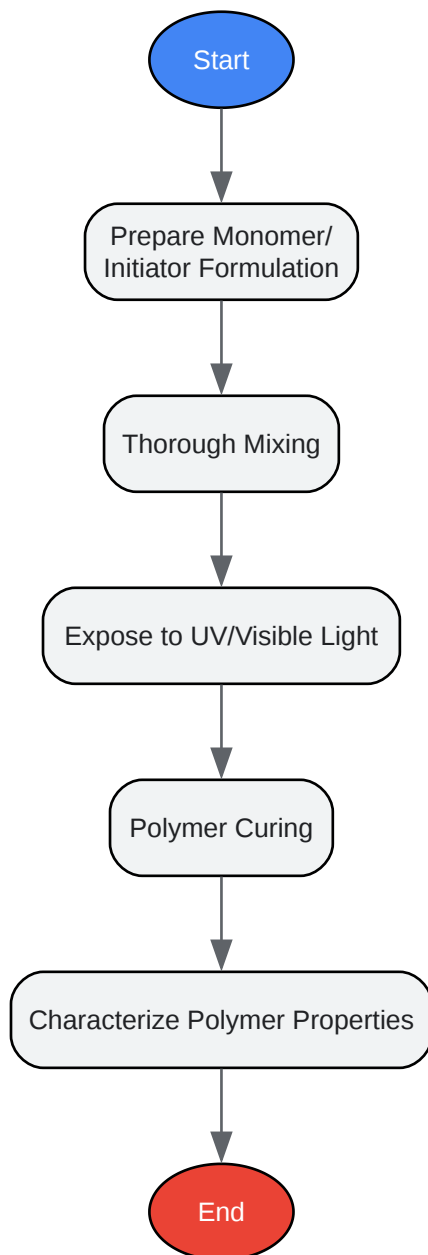 Start
Prepare Monomer/
Initiator Formulation
Thorough Mixing
Expose to UV/Visible Light
Polymer Curing
Characterize Polymer Properties
End